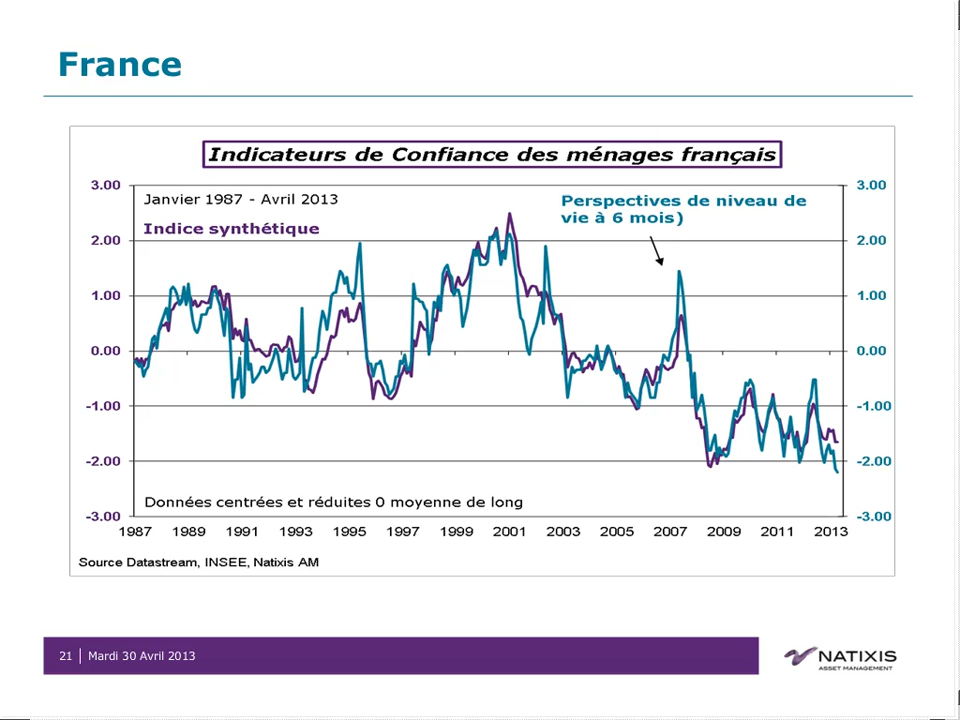 France
Indicateurs de Confiance des ménages français
3.00
3.00
Janvier 1987 - Avril 2013
Perspectives de niveau de
vie à 6 mois)
Indice synthétique
2.00
2.00
1.00
1.00
0.00
0.00
-1.00
-1.00
-2.00
-2.00
Données centrées et réduites 0 moyenne de long
-3.00
-3.00
1987 1989 1991 1993 1995 1997 1999 2001 2003 2005 2007 2009 2011 2013
Source Datastream, INSEE, Natixis AM
21 Mardi 30 Avril 2013
NATIXIS
ASSET MANAGEMENT